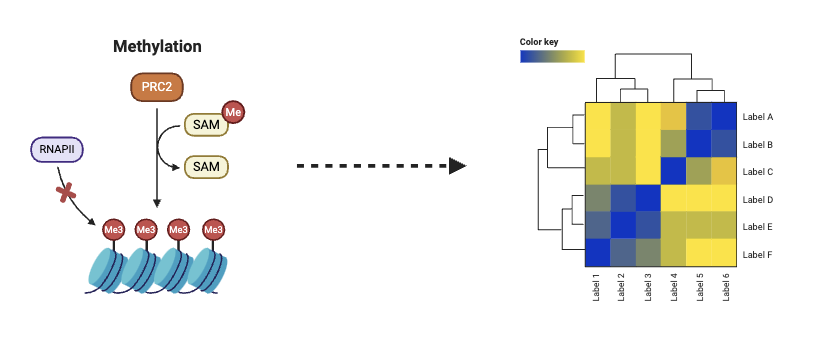 Methylation
PRC2
Me
SAM
RNAPII
SAM
Me3 Me3 Me3 Me3
Color key
Label A
Label B
Label C
Label D
Label E
Label F
Label 1 Label 2 Label 3 Label 4 Label 5 Label 6